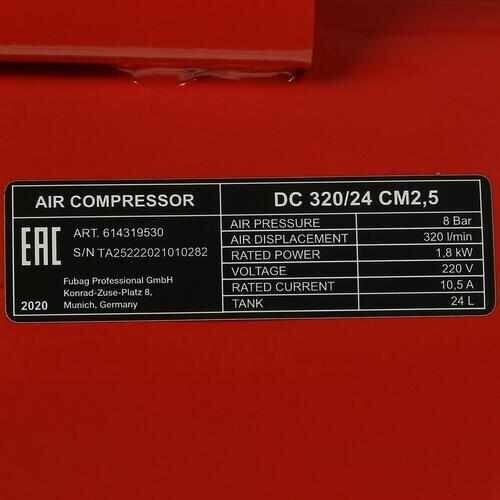 AIR COMPRESSOR
EAC
ART. 614319530
S/N TA25222021010282
Fubag Professional GmbH
Konrad-Zuse-Platz 8,
2020 Munich, Germany
DC 320/24 CM2,5
AIR PRESSURE 8 Bar
AIR DISPLACEMENT 320 l/min
RATED POWER 1,8 kW
VOLTAGE 220 V
RATED CURRENT 10,5 A
TANK 24 L